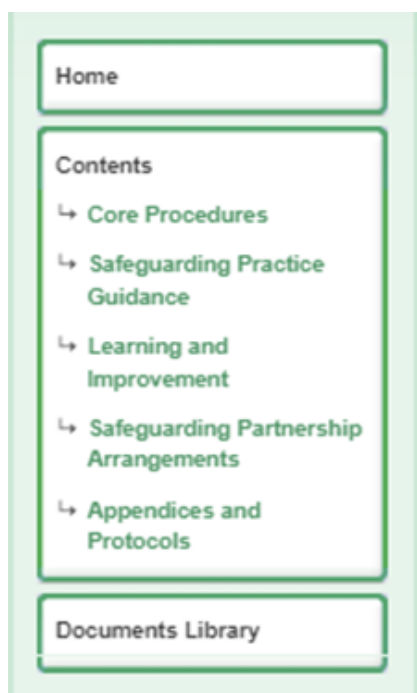 Home
Contents
↳ Core Procedures
↳ Safeguarding Practice
Guidance
↳ Learning and
Improvement
↳ Safeguarding Partnership
Arrangements
↳ Appendices and
Protocols
Documents Library